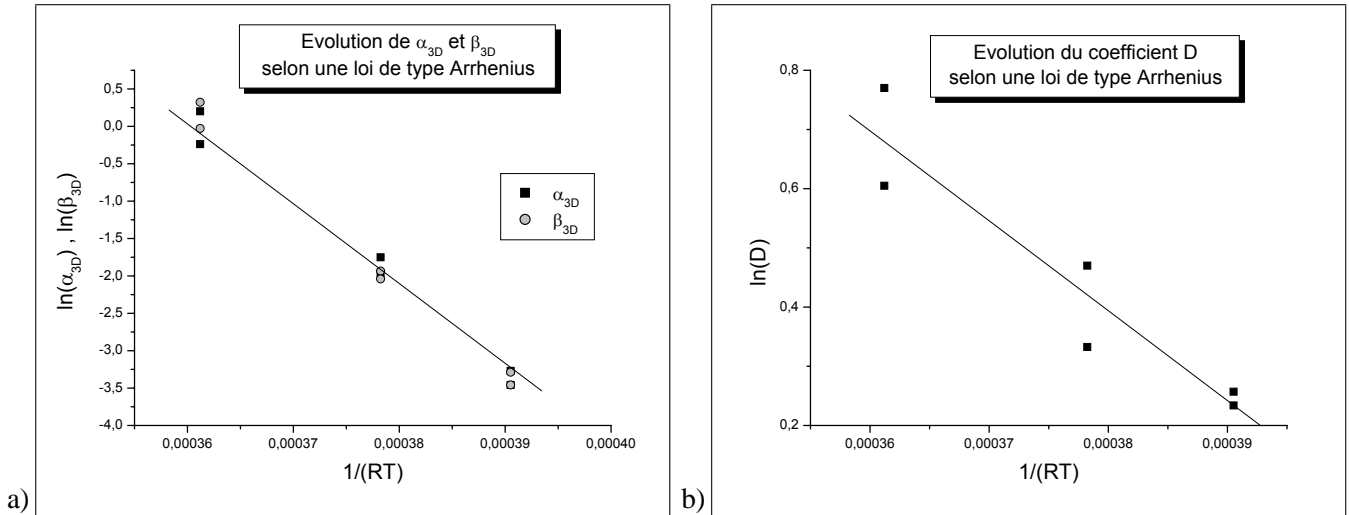 Evolution de α3D et β3D
selon une loi de type Arrhenius
0,5
0,0
-0,5
-1,0
-1,5
-2,0
-2,5
-3,0
-3,5
-4,0
ln(α3D) , ln(β3D)
α3D
β3D
0,00036
0,00037
0,00038
0,00039
0,00040
1/(RT)
a)
Evolution du coefficient D
selon une loi de type Arrhenius
0,8
0,6
0,4
0,2
ln(D)
0,00036
0,00037
0,00038
0,00039
1/(RT)
b)